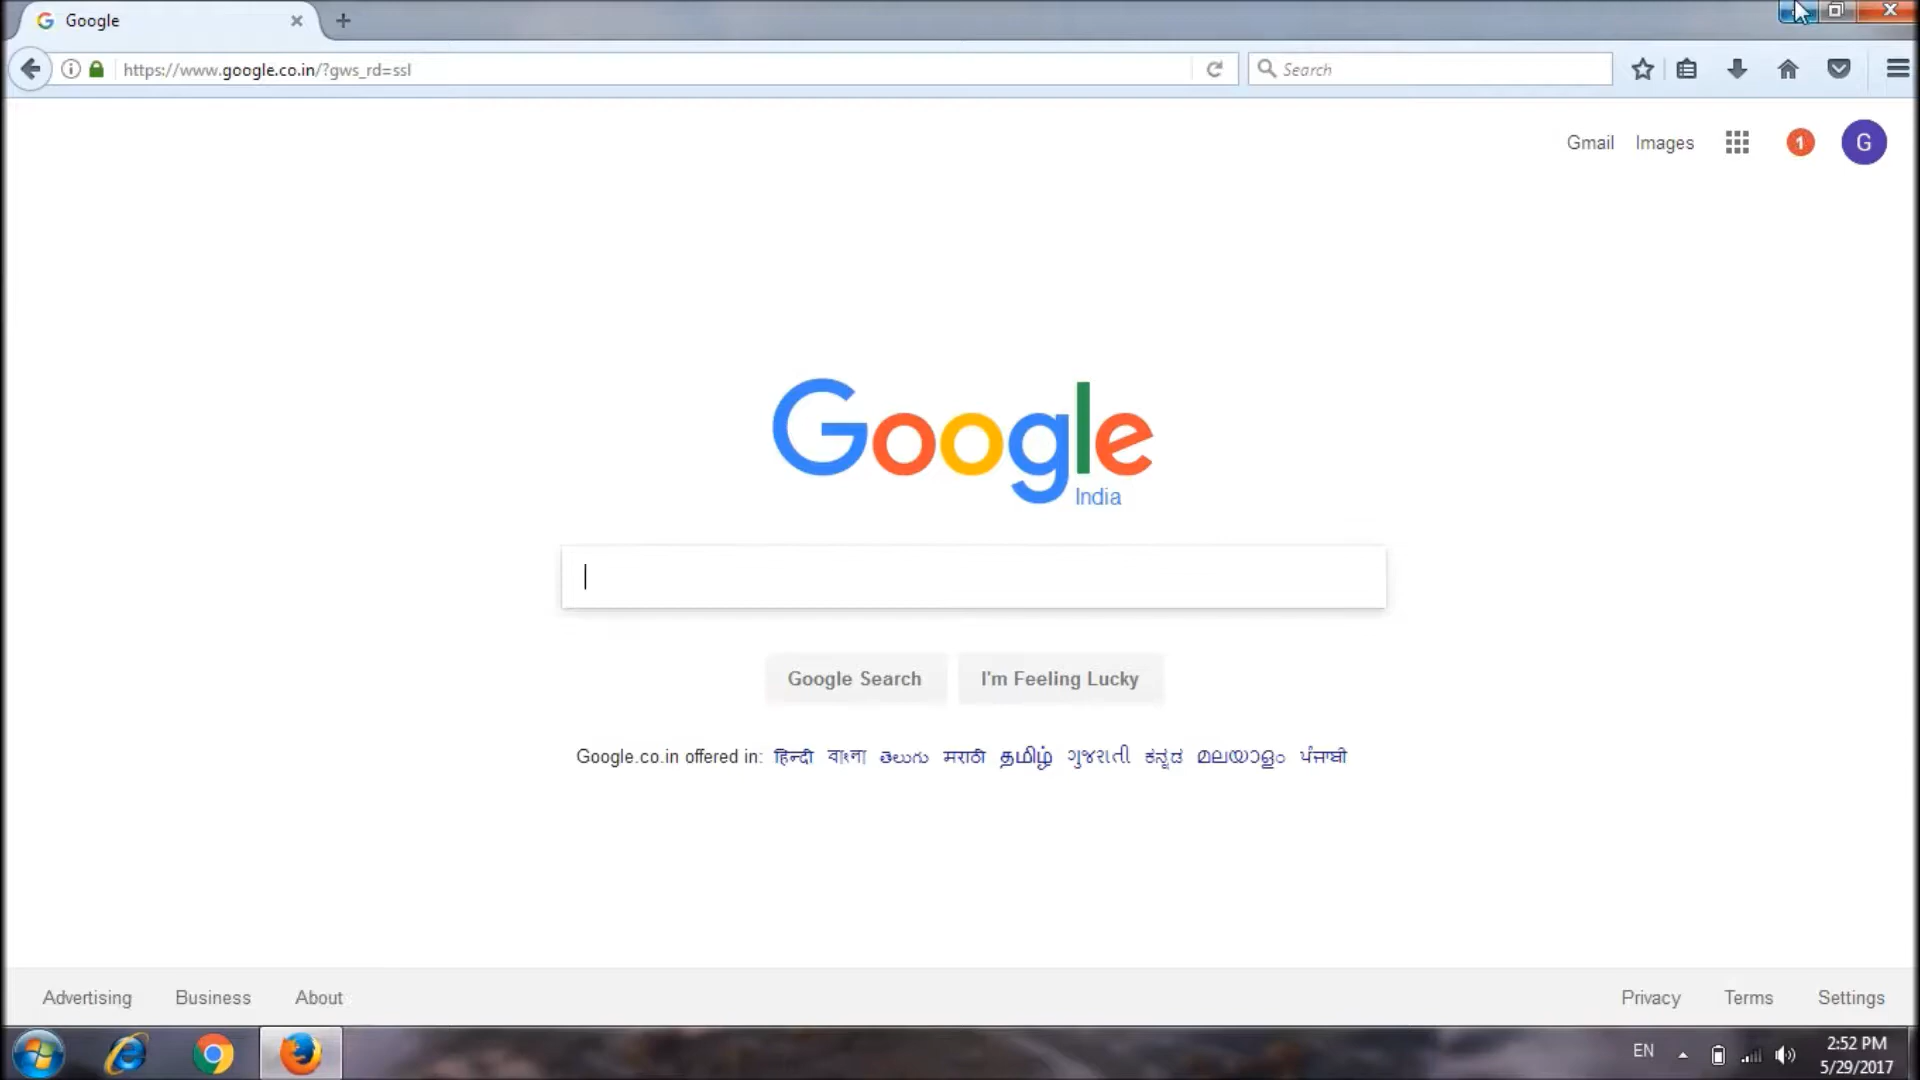 Google
https://www.google.co.in/?gws_rd=ssl
Search
Gmail Images 1 G
Google
India
Google Search I'm Feeling Lucky
Google.co.in offered in: हिन्दी বাংলা తెలుగు मराठी தமிழ் ગુજરાતી ಕನ್ನಡ മലയാളം ਪੰਜਾਬੀ
Advertising Business About Privacy Terms Settings
EN 2:52 PM
5/29/2017